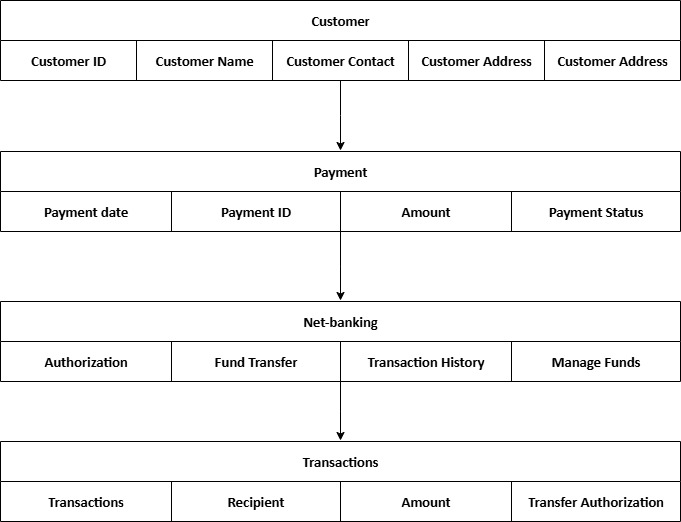 Customer
Customer ID Customer Name Customer Contact Customer Address Customer Address
Payment
Payment date Payment ID Amount Payment Status
Net-banking
Authorization Fund Transfer Transaction History Manage Funds
Transactions
Transactions Recipient Amount Transfer Authorization